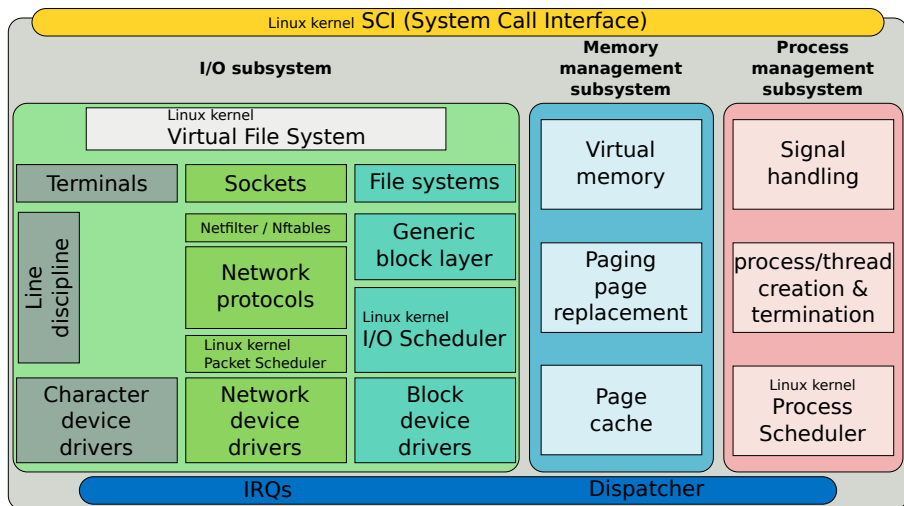 Linux kernel SCI (System Call Interface)
I/O subsystem
Memory
management
subsystem
Process
management
subsystem
Linux kernel
Virtual File System
Terminals
Sockets
File systems
Line
discipline
Netfilter / Nftables
Network
protocols
Linux kernel
Packet Scheduler
Generic
block layer
Linux kernel
I/O Scheduler
Character
device
drivers
Network
device
drivers
Block
device
drivers
Virtual
memory
Paging
page
replacement
Page
cache
Signal
handling
process/thread
creation &
termination
Linux kernel
Process
Scheduler
IRQs
Dispatcher